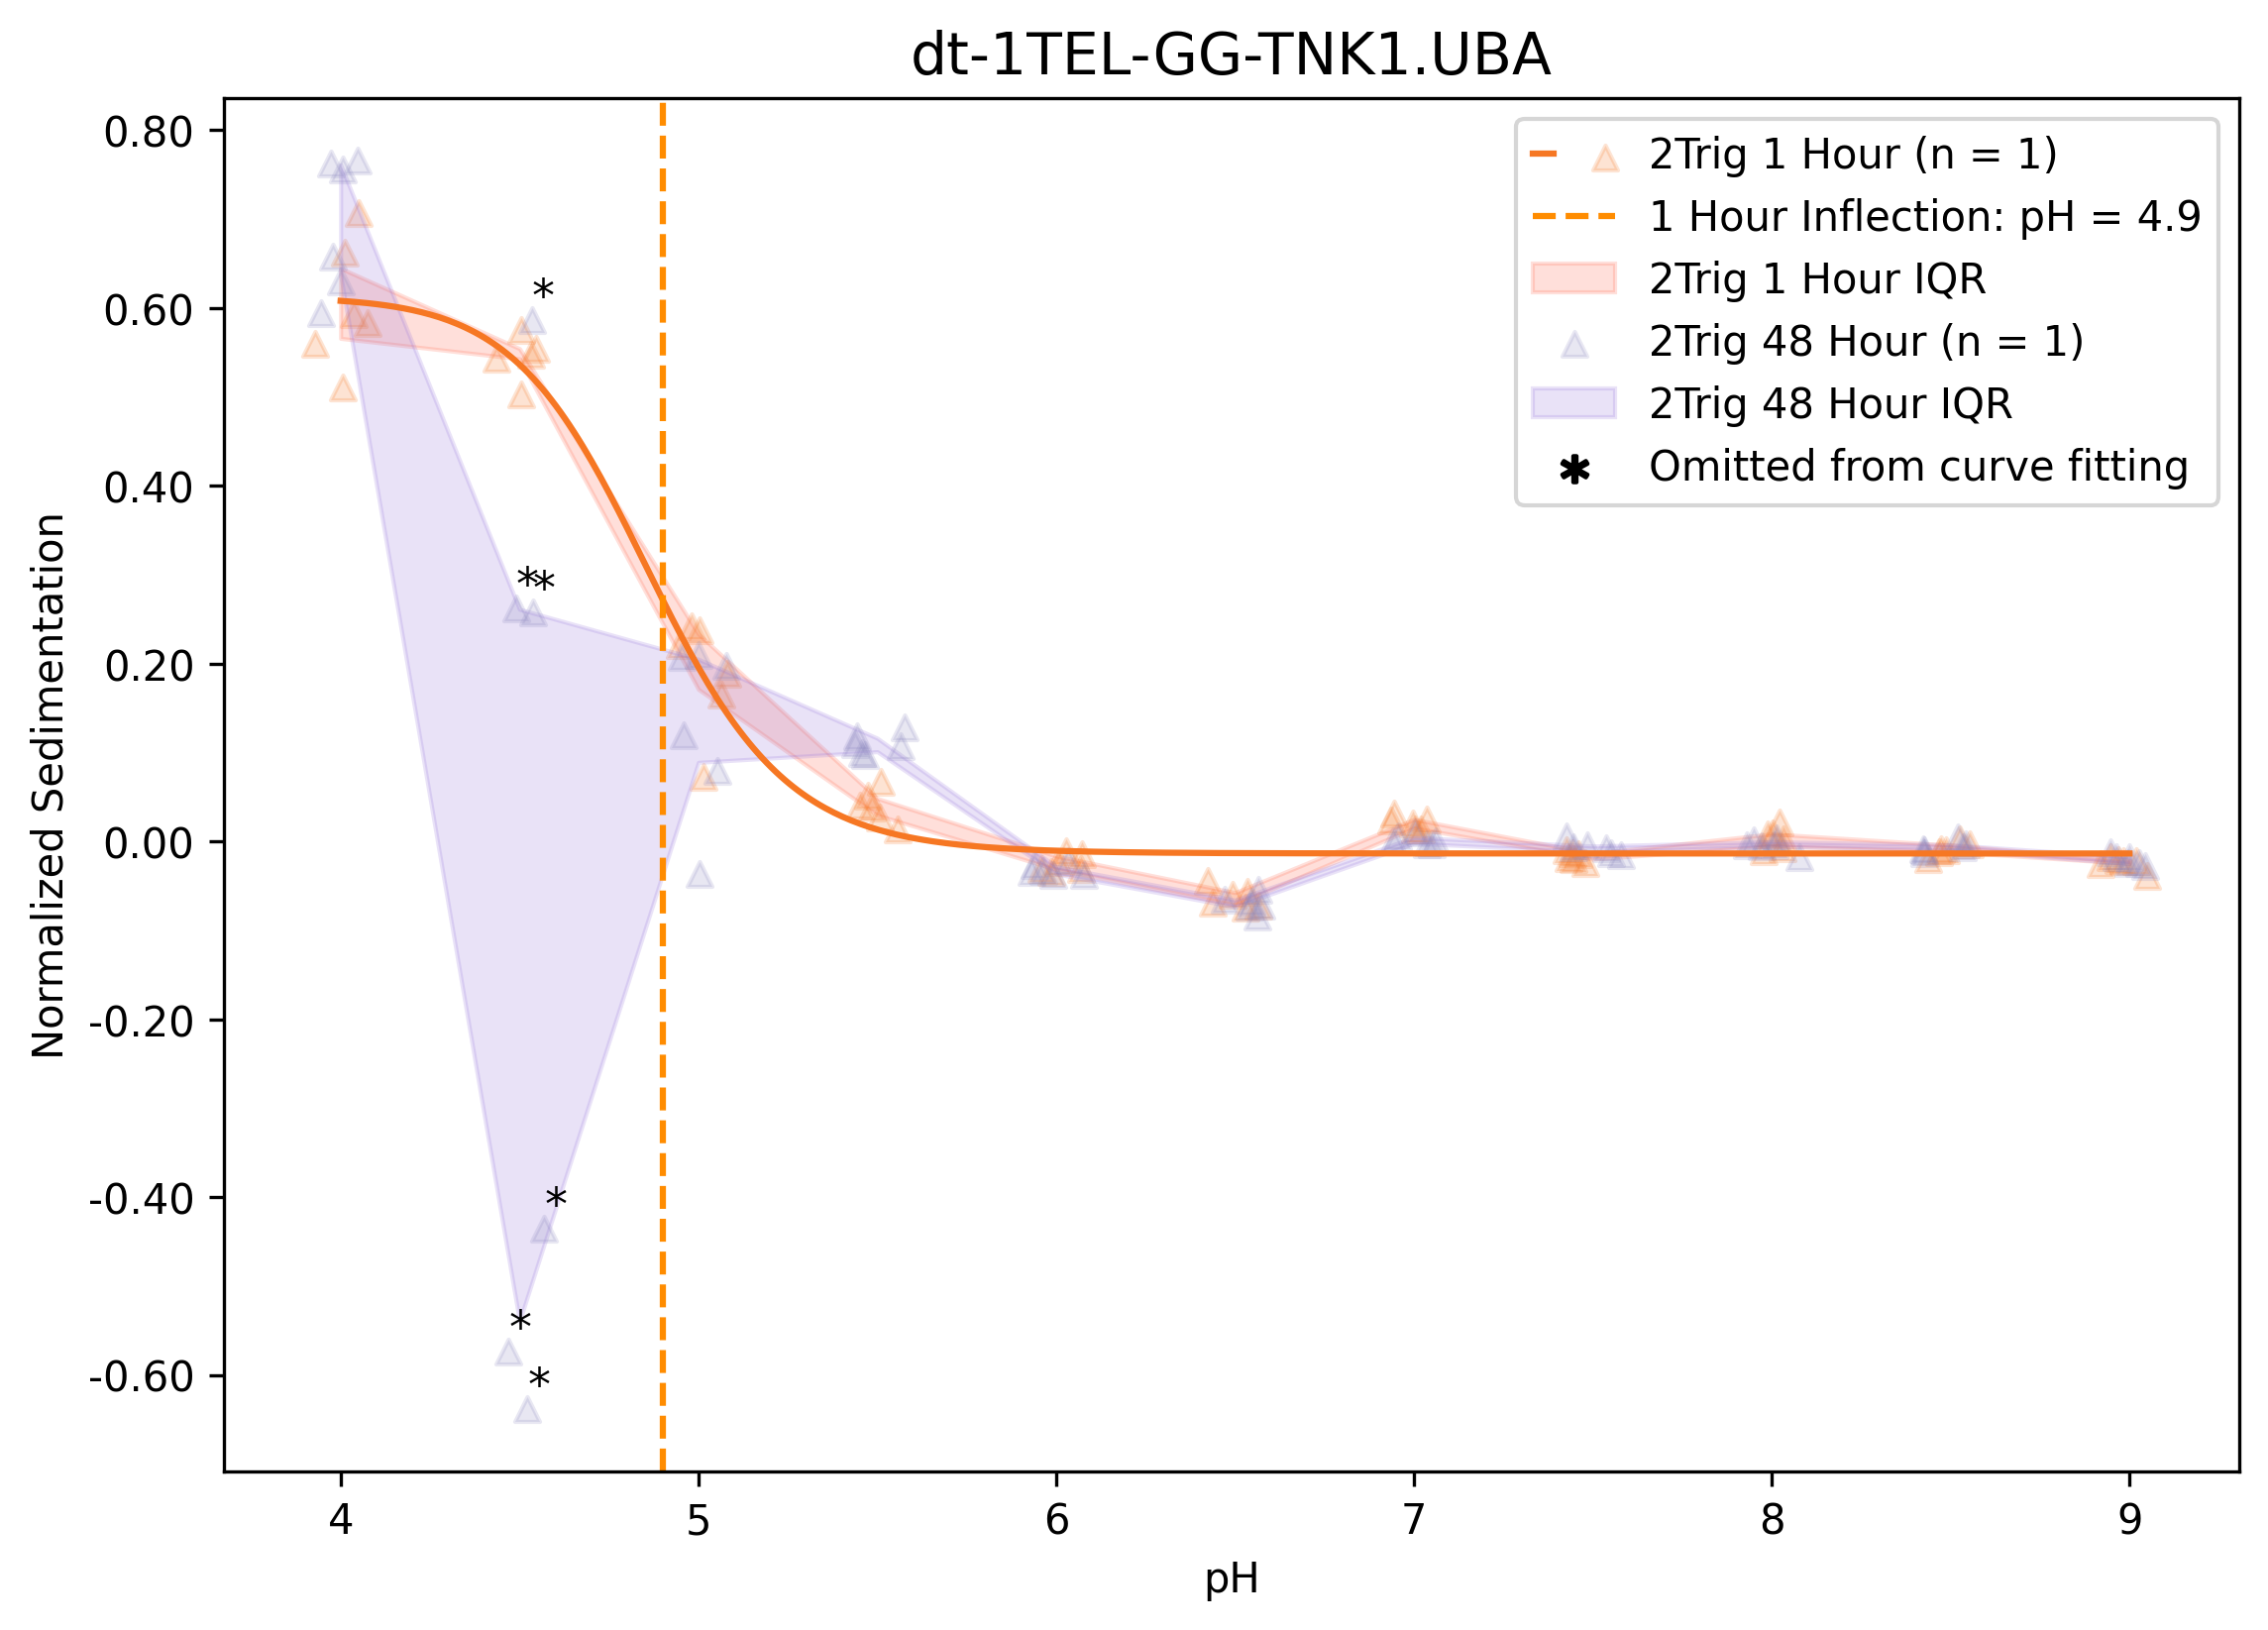 dt-1TEL-GG-TNK1.UBA
0.80
0.60
0.40
0.20
0.00
-0.20
-0.40
-0.60
Normalized Sedimentation
2Trig 1 Hour (n = 1)
1 Hour Inflection: pH = 4.9
2Trig 1 Hour IQR
2Trig 48 Hour (n = 1)
2Trig 48 Hour IQR
* Omitted from curve fitting
*
**
*
*
*
4 5 6 7 8 9
pH